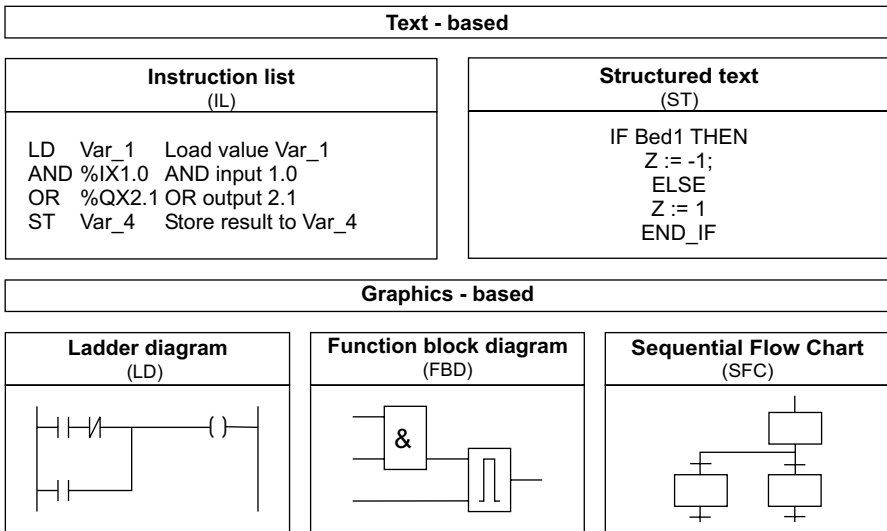 Text - based
Instruction list
(IL)
LD Var_1 Load value Var_1
AND %IX1.0 AND input 1.0
OR %QX2.1 OR output 2.1
ST Var_4 Store result to Var_4
Structured text
(ST)
IF Bed1 THEN
Z := -1;
ELSE
Z := 1
END_IF
Graphics - based
Ladder diagram
(LD)
Function block diagram
(FBD)
&
Sequential Flow Chart
(SFC)